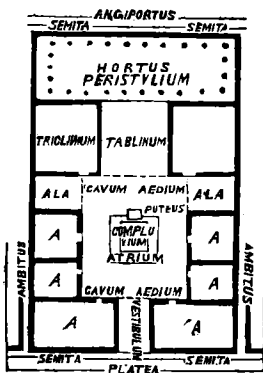 ANGIPORTUS
SEMITA SEMITA
HORTUS
PERISTYLIUM
TRICLINIUM TABLINUM
ALA CAVUM AEDIUM ALA
PUTEUS
COMPLU
VIUM
A A
ATRIUM
AMBITUS AMBITUS
A A
CAVUM AEDIUM
VESTIBULUM
A A
SEMITA SEMITA
PLATEA